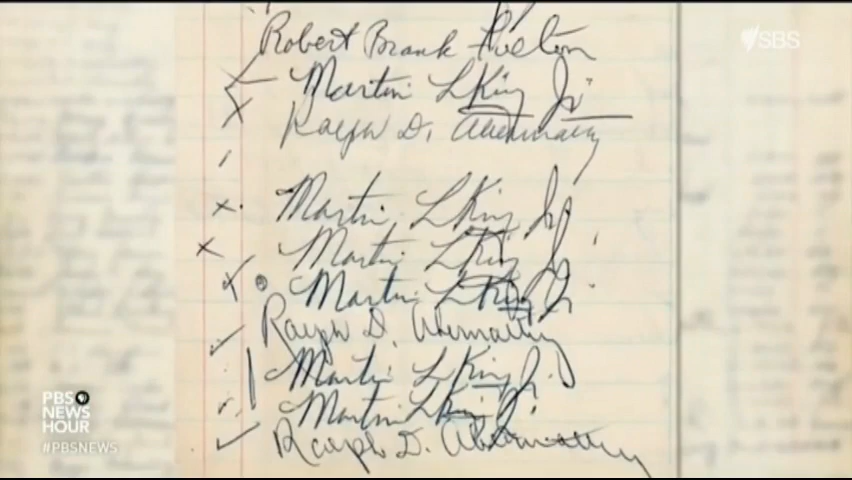 SBS
Robert Brank Fulton
Martin L King Jr
Ralph D. Abernathy
Martin L King Jr
Martin L King Jr
Martin L King Jr
Ralph D. Abernathy
Martin L King Jr.
Martin L King Jr.
Ralph D. Abernathy
PBS
NEWS
HOUR
#PBSNEWS